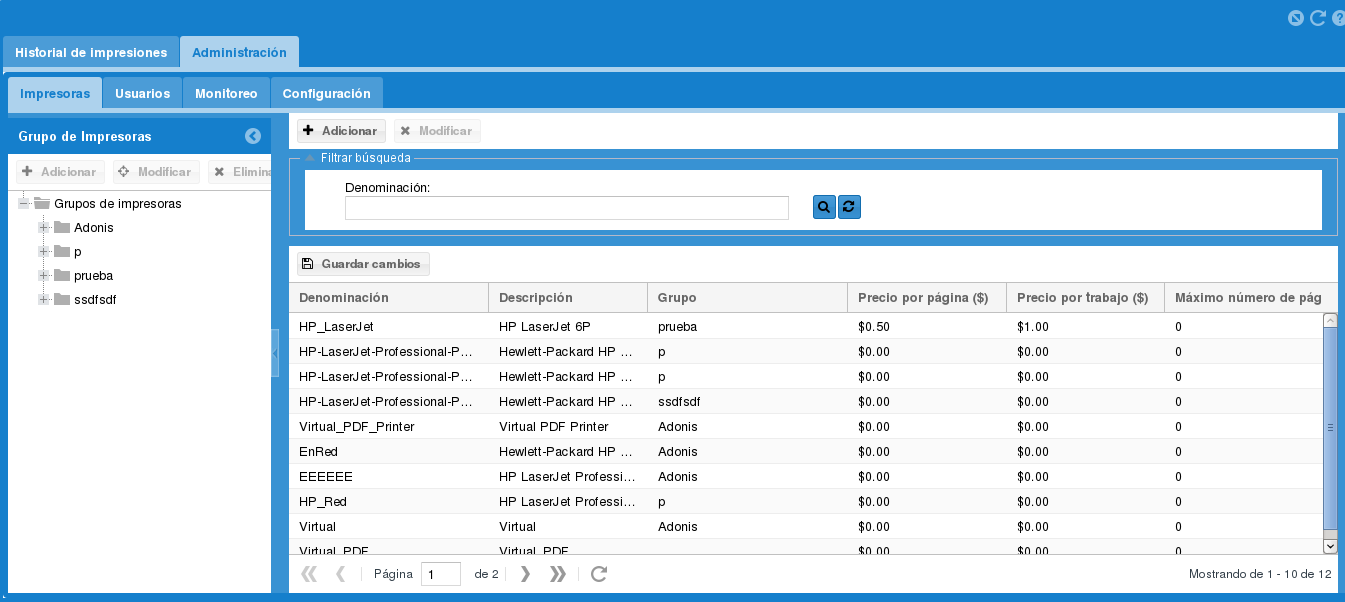 Historial de impresiones Administración
Impresoras Usuarios Monitoreo Configuración
Grupo de Impresoras
Adicionar Modificar Elimina
Grupos de impresoras
Adonis
p
prueba
ssdfsdf
Adicionar Modificar
Filtrar búsqueda
Denominación:
Guardar cambios
Denominación Descripción Grupo Precio por página ($) Precio por trabajo ($) Máximo número de pág
HP_LaserJet HP LaserJet 6P prueba $0.50 $1.00 0
HP-LaserJet-Professional-P... Hewlett-Packard HP ... p $0.00 $0.00 0
HP-LaserJet-Professional-P... Hewlett-Packard HP ... p $0.00 $0.00 0
HP-LaserJet-Professional-P... Hewlett-Packard HP ... ssdfsdf $0.00 $0.00 0
Virtual_PDF_Printer Virtual PDF Printer Adonis $0.00 $0.00 0
EnRed Hewlett-Packard HP ... Adonis $0.00 $0.00 0
EEEEEE HP LaserJet Professi... Adonis $0.00 $0.00 0
HP_Red HP LaserJet Professi... p $0.00 $0.00 0
Virtual Virtual Adonis $0.00 $0.00 0
Virtual_PDF Virtual_PDF $0.00 $0.00 0
Página 1 de 2 Mostrando de 1 - 10 de 12